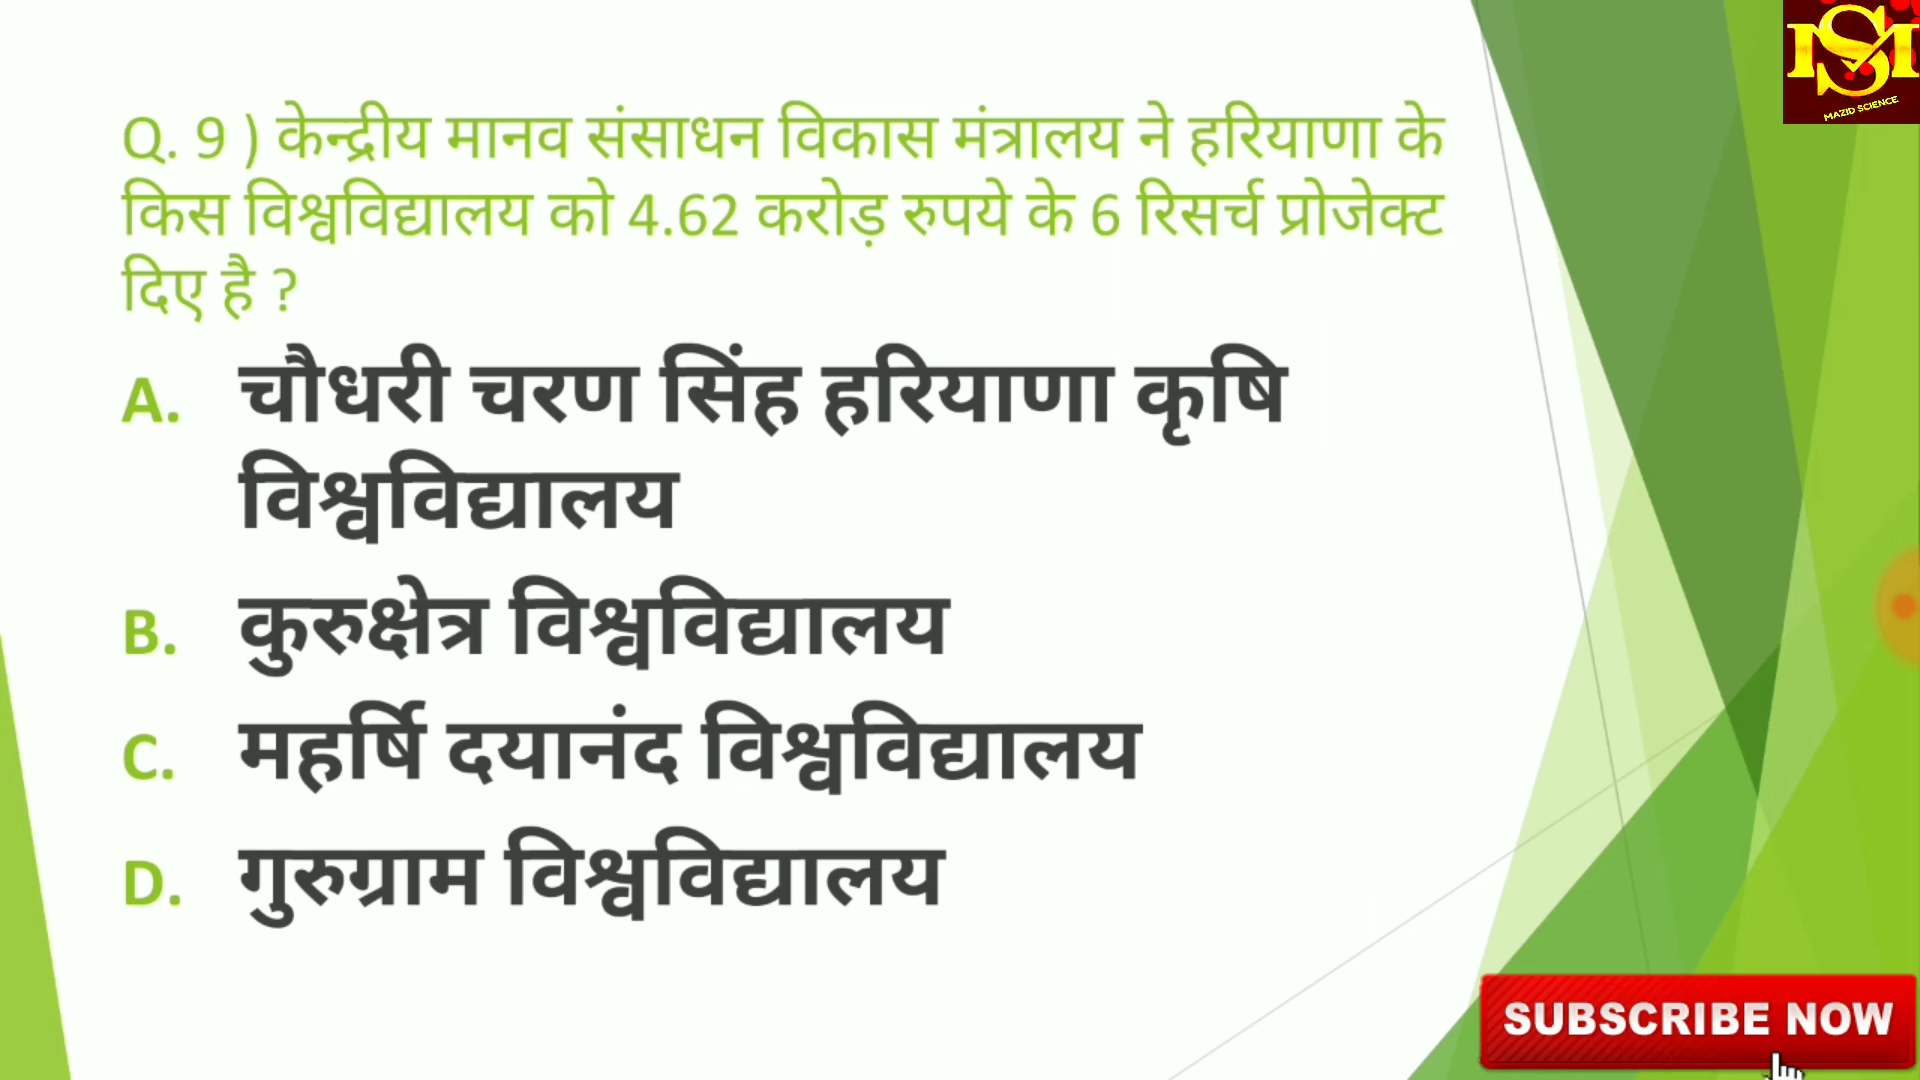 MS
MAZID SCIENCE
Q. 9 ) केन्द्रीय मानव संसाधन विकास मंत्रालय ने हरियाणा के
किस विश्वविद्यालय को 4.62 करोड़ रुपये के 6 रिसर्च प्रोजेक्ट
दिए है ?
A. चौधरी चरण सिंह हरियाणा कृषि
विश्वविद्यालय
B. कुरुक्षेत्र विश्वविद्यालय
C. महर्षि दयानंद विश्वविद्यालय
D. गुरुग्राम विश्वविद्यालय
SUBSCRIBE NOW